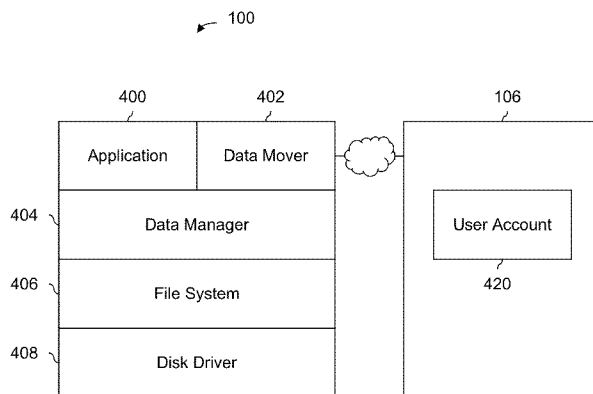 100
400
402
106
Application
Data Mover
404
Data Manager
User Account
406
File System
420
408
Disk Driver